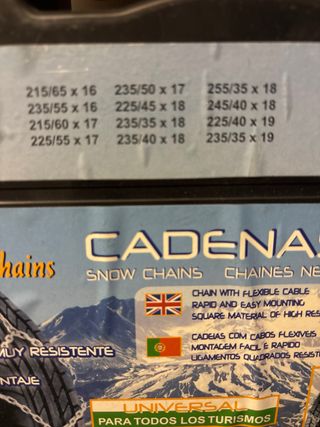 215/65 x 16 235/50 x 17 255/35 x 18
235/55 x 16 225/45 x 18 245/40 x 18
215/60 x 17 235/35 x 18 225/40 x 19
225/55 x 17 235/40 x 18 235/35 x 19
hains
CADENAS
SNOW CHAINS CHAINES NE
CHAIN WITH FLEXIBLE CABLE
RAPID AND EASY MOUNTING
SQUARE MATERIAL OF HIGH RES
CADEIAS COM CABOS FLEXIVEIS
MONTAGEM FACIL E RAPIDO
LIGAMENTOS QUADRADOS RESIST
MUY RESISTENTE
NTAJE
UNIVERSAL
PARA TODOS LOS TURISMOS